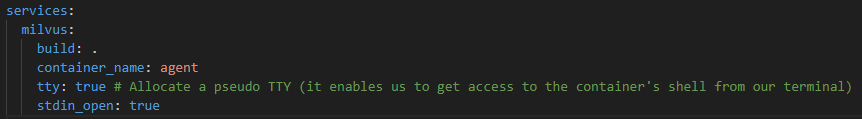 services:
  milvus:
    build: .
    container_name: agent
    tty: true # Allocate a pseudo TTY (it enables us to get access to the container's shell from our terminal)
    stdin_open: true